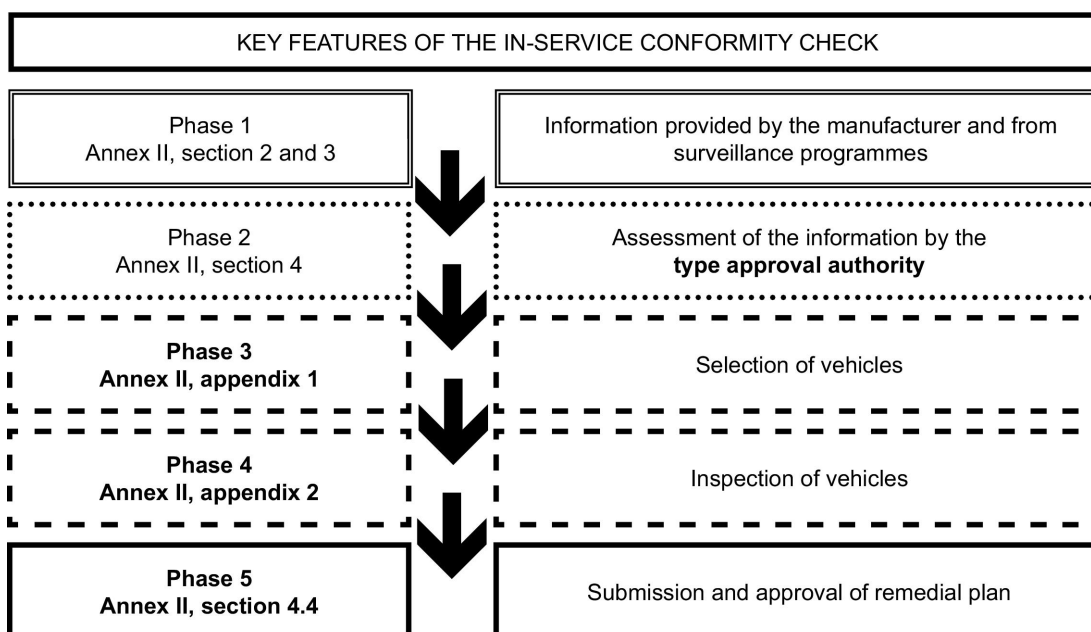 KEY FEATURES OF THE IN-SERVICE CONFORMITY CHECK
Phase 1
Annex II, section 2 and 3
Information provided by the manufacturer and from
surveillance programmes
Phase 2
Annex II, section 4
Assessment of the information by the
type approval authority
Phase 3
Annex II, appendix 1
Selection of vehicles
Phase 4
Annex II, appendix 2
Inspection of vehicles
Phase 5
Annex II, section 4.4
Submission and approval of remedial plan